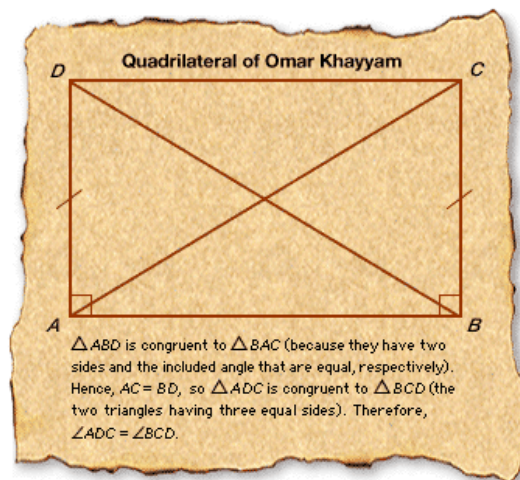 Quadrilateral of Omar Khayyam
D
C
A
B
△ABD is congruent to △BAC (because they have two
sides and the included angle that are equal, respectively).
Hence, AC = BD, so △ADC is congruent to △BCD (the
two triangles having three equal sides). Therefore,
∠ADC = ∠BCD.